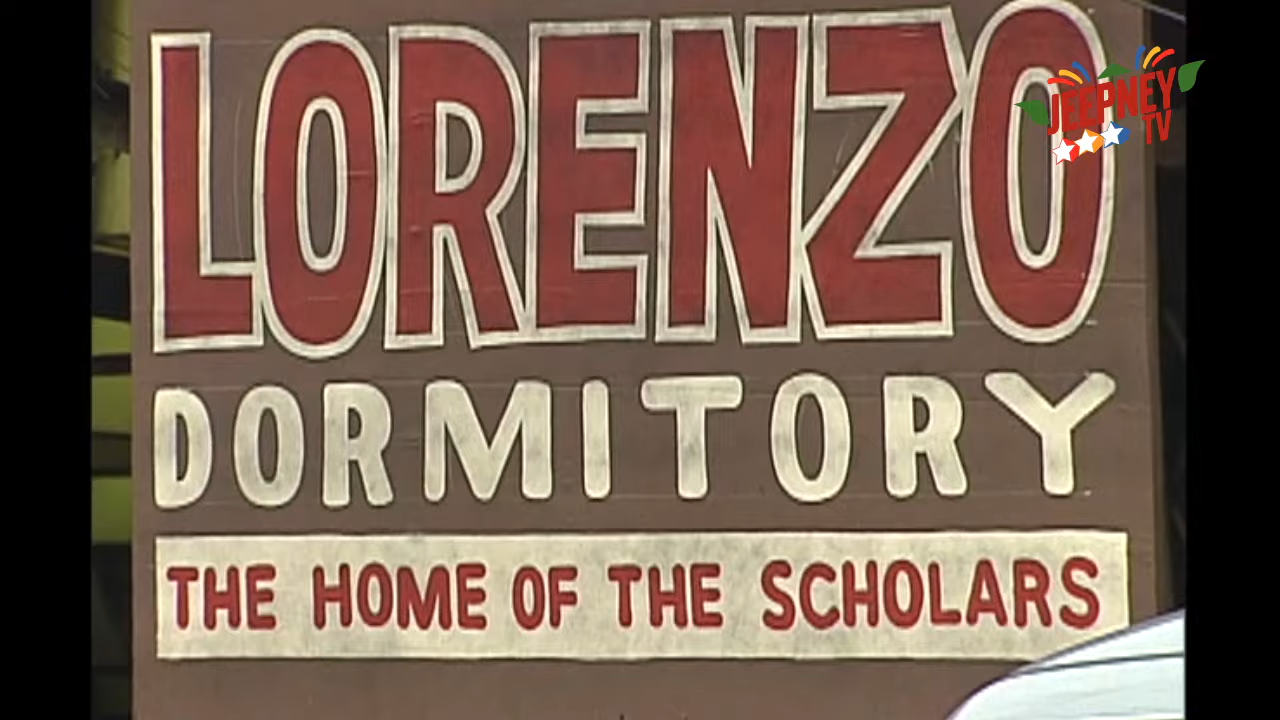 LORENZO
JEEPNEY
TV
DORMITORY
THE HOME OF THE SCHOLARS